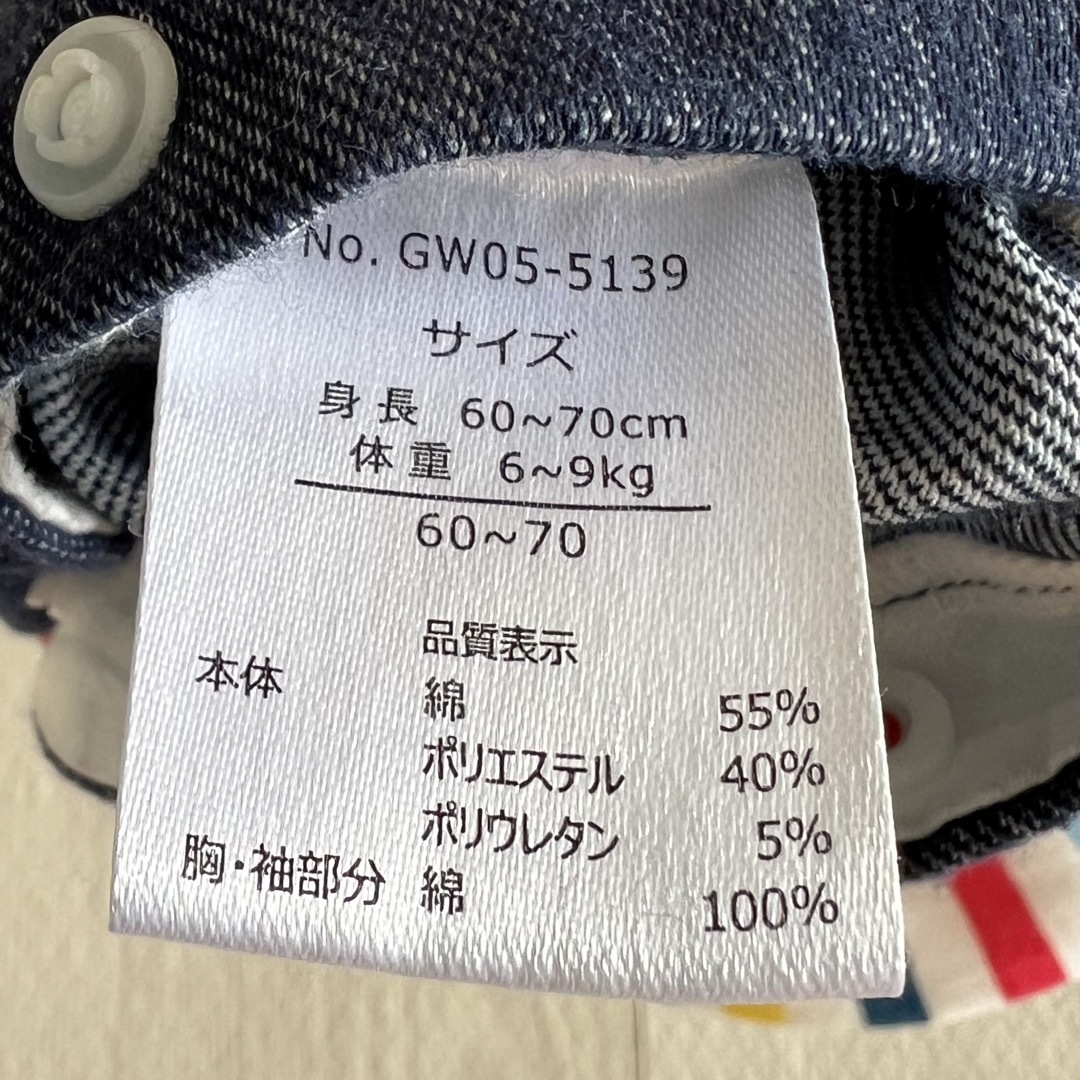 No. GW05-5139
サイズ
身長 60~70cm
体重 6~9kg
60~70
品質表示
本体 綿 55%
ポリエステル 40%
ポリウレタン 5%
胸・袖部分 綿 100%